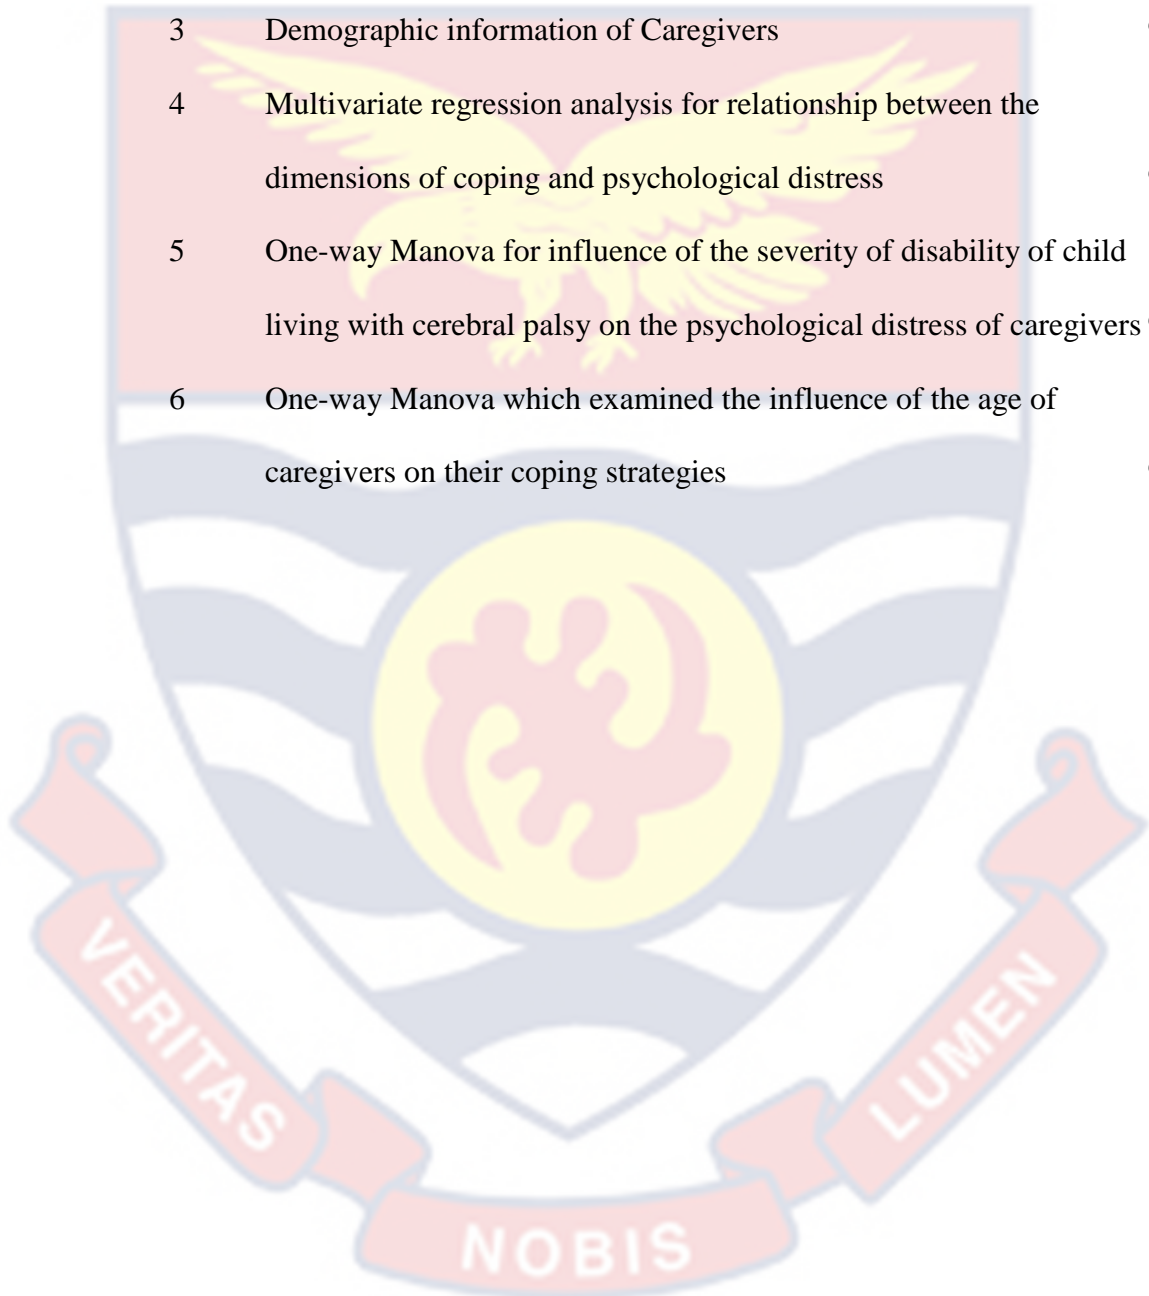 3 Demographic information of Caregivers
4 Multivariate regression analysis for relationship between the
dimensions of coping and psychological distress
5 One-way Manova for influence of the severity of disability of child
living with cerebral palsy on the psychological distress of caregivers
6 One-way Manova which examined the influence of the age of
caregivers on their coping strategies
VERITAS
NOBIS
LUMEN